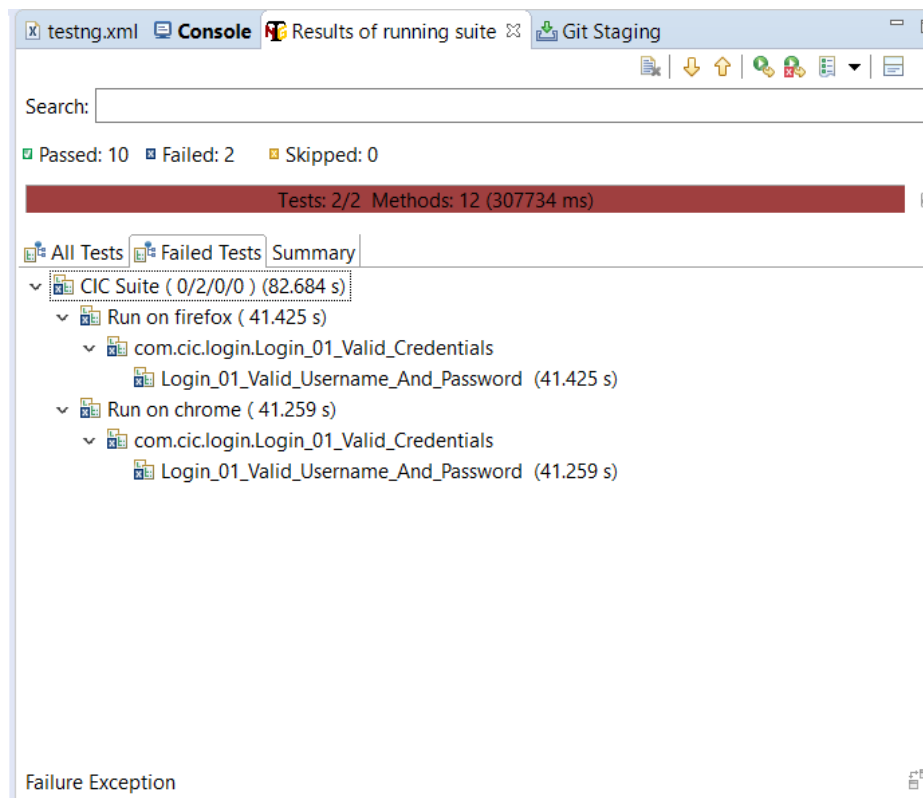 testng.xml Console Results of running suite Git Staging
Search:
Passed: 10 Failed: 2 Skipped: 0
Tests: 2/2 Methods: 12 (307734 ms)
All Tests Failed Tests Summary
CIC Suite ( 0/2/0/0 ) (82.684 s)
Run on firefox ( 41.425 s)
com.cic.login.Login_01_Valid_Credentials
Login_01_Valid_Username_And_Password (41.425 s)
Run on chrome ( 41.259 s)
com.cic.login.Login_01_Valid_Credentials
Login_01_Valid_Username_And_Password (41.259 s)
Failure Exception